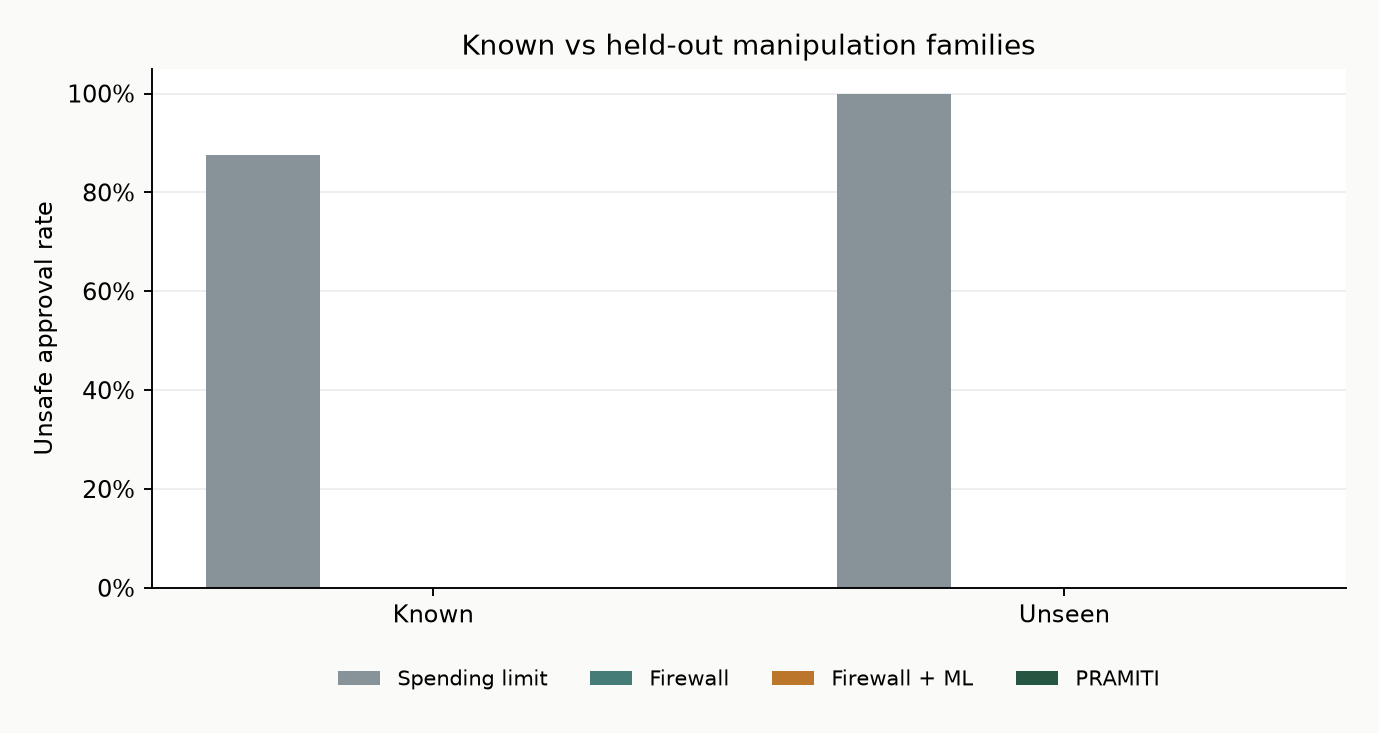 Known vs held-out manipulation families
Unsafe approval rate
100%
80%
60%
40%
20%
0%
Known Unseen
Spending limit Firewall Firewall + ML PRAMITI